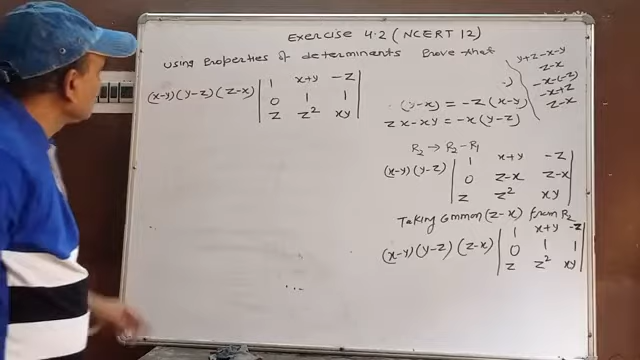 Exercise 4.2 (NCERT 12)
Using Properties of determinants Prove that
(x-y)(y-z)(z-x) | 1 x+y -z |
| 0 1 1 |
| z z² xy |
y+z-x-y
z-x
-x-(-z)
-x+z
z-x
(y-x) = -z(x-y)
zx-xy = -x(y-z)
R₂ → R₂-R₁
(x-y)(y-z) | 1 x+y -z |
| 0 z-x z-x |
| z z² xy |
Taking Common (z-x) from R₂
(x-y)(y-z)(z-x) | 1 x+y -z |
| 0 1 1 |
| z z² xy |